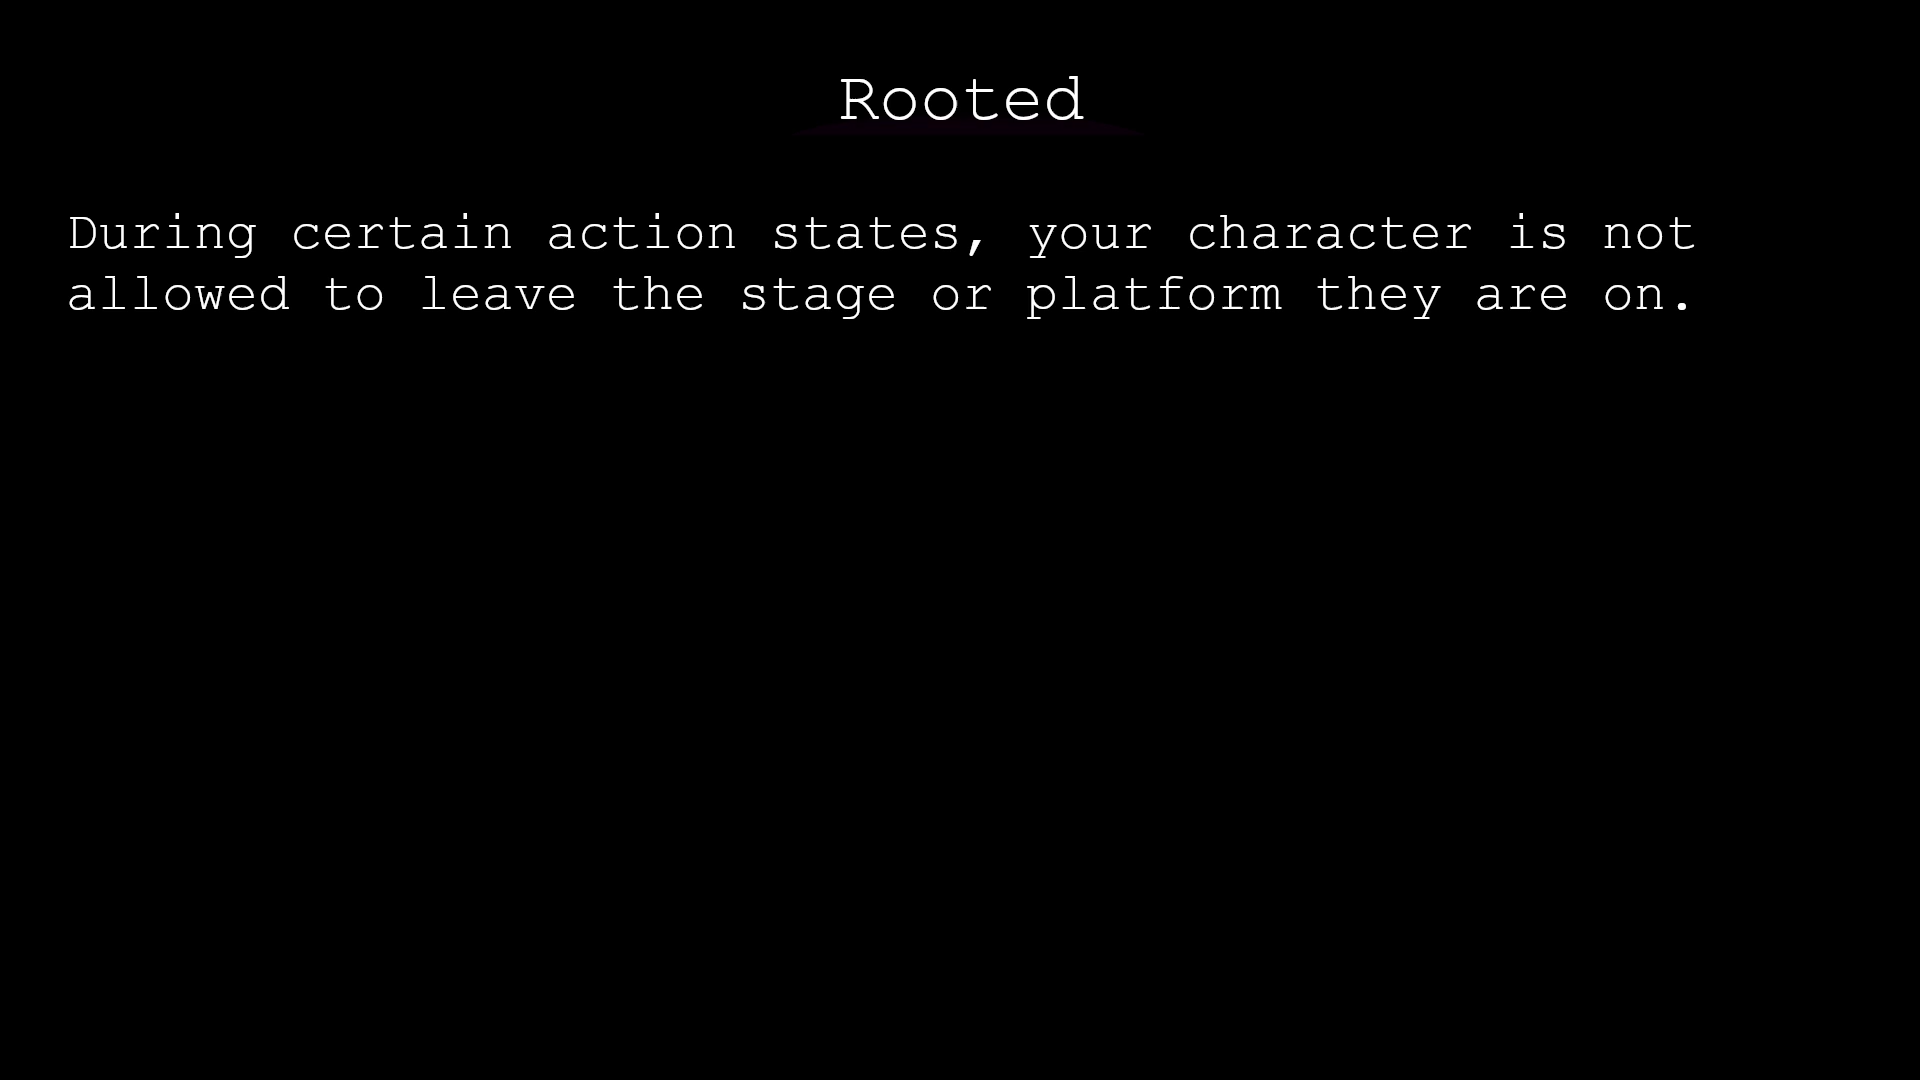 Rooted
During certain action states, your character is not
allowed to leave the stage or platform they are on.